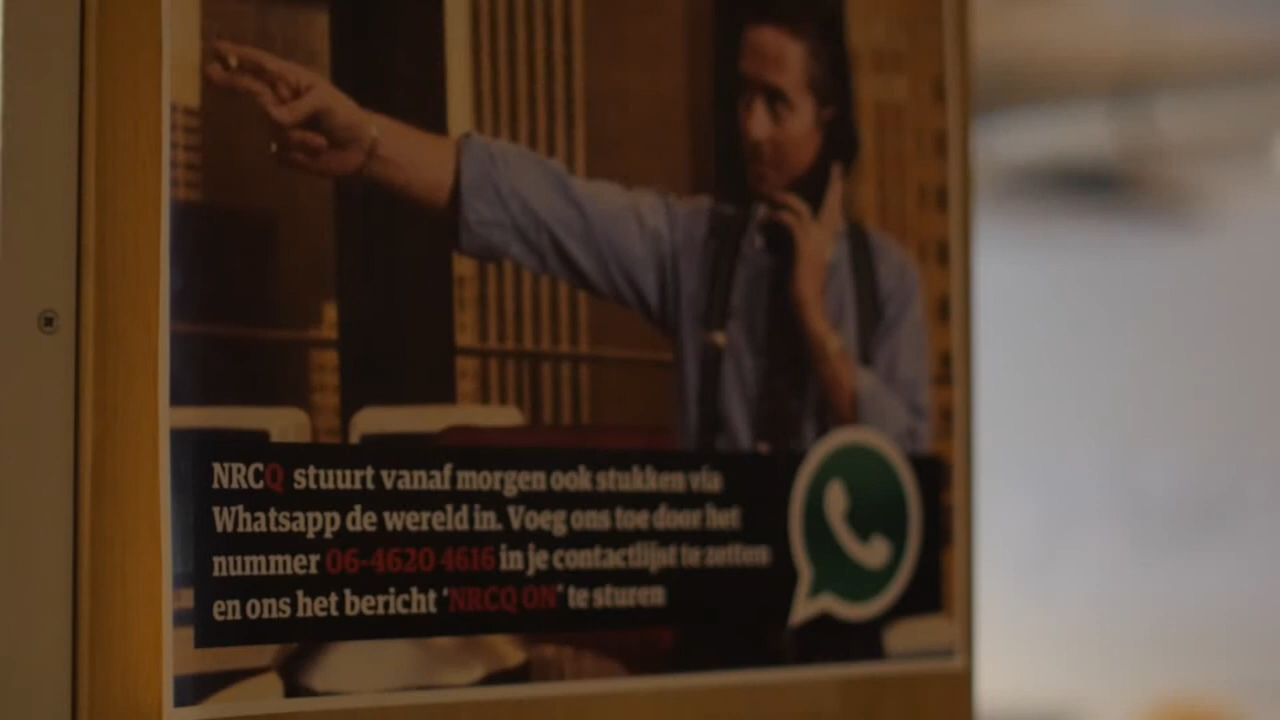 NRCQ stuurt vanaf morgen ook stukken via
Whatsapp de wereld in. Voeg ons toe door het
nummer 06-4620 4616 in je contactlijst te zetten
en ons het bericht ‘NRCQ ON’ te sturen